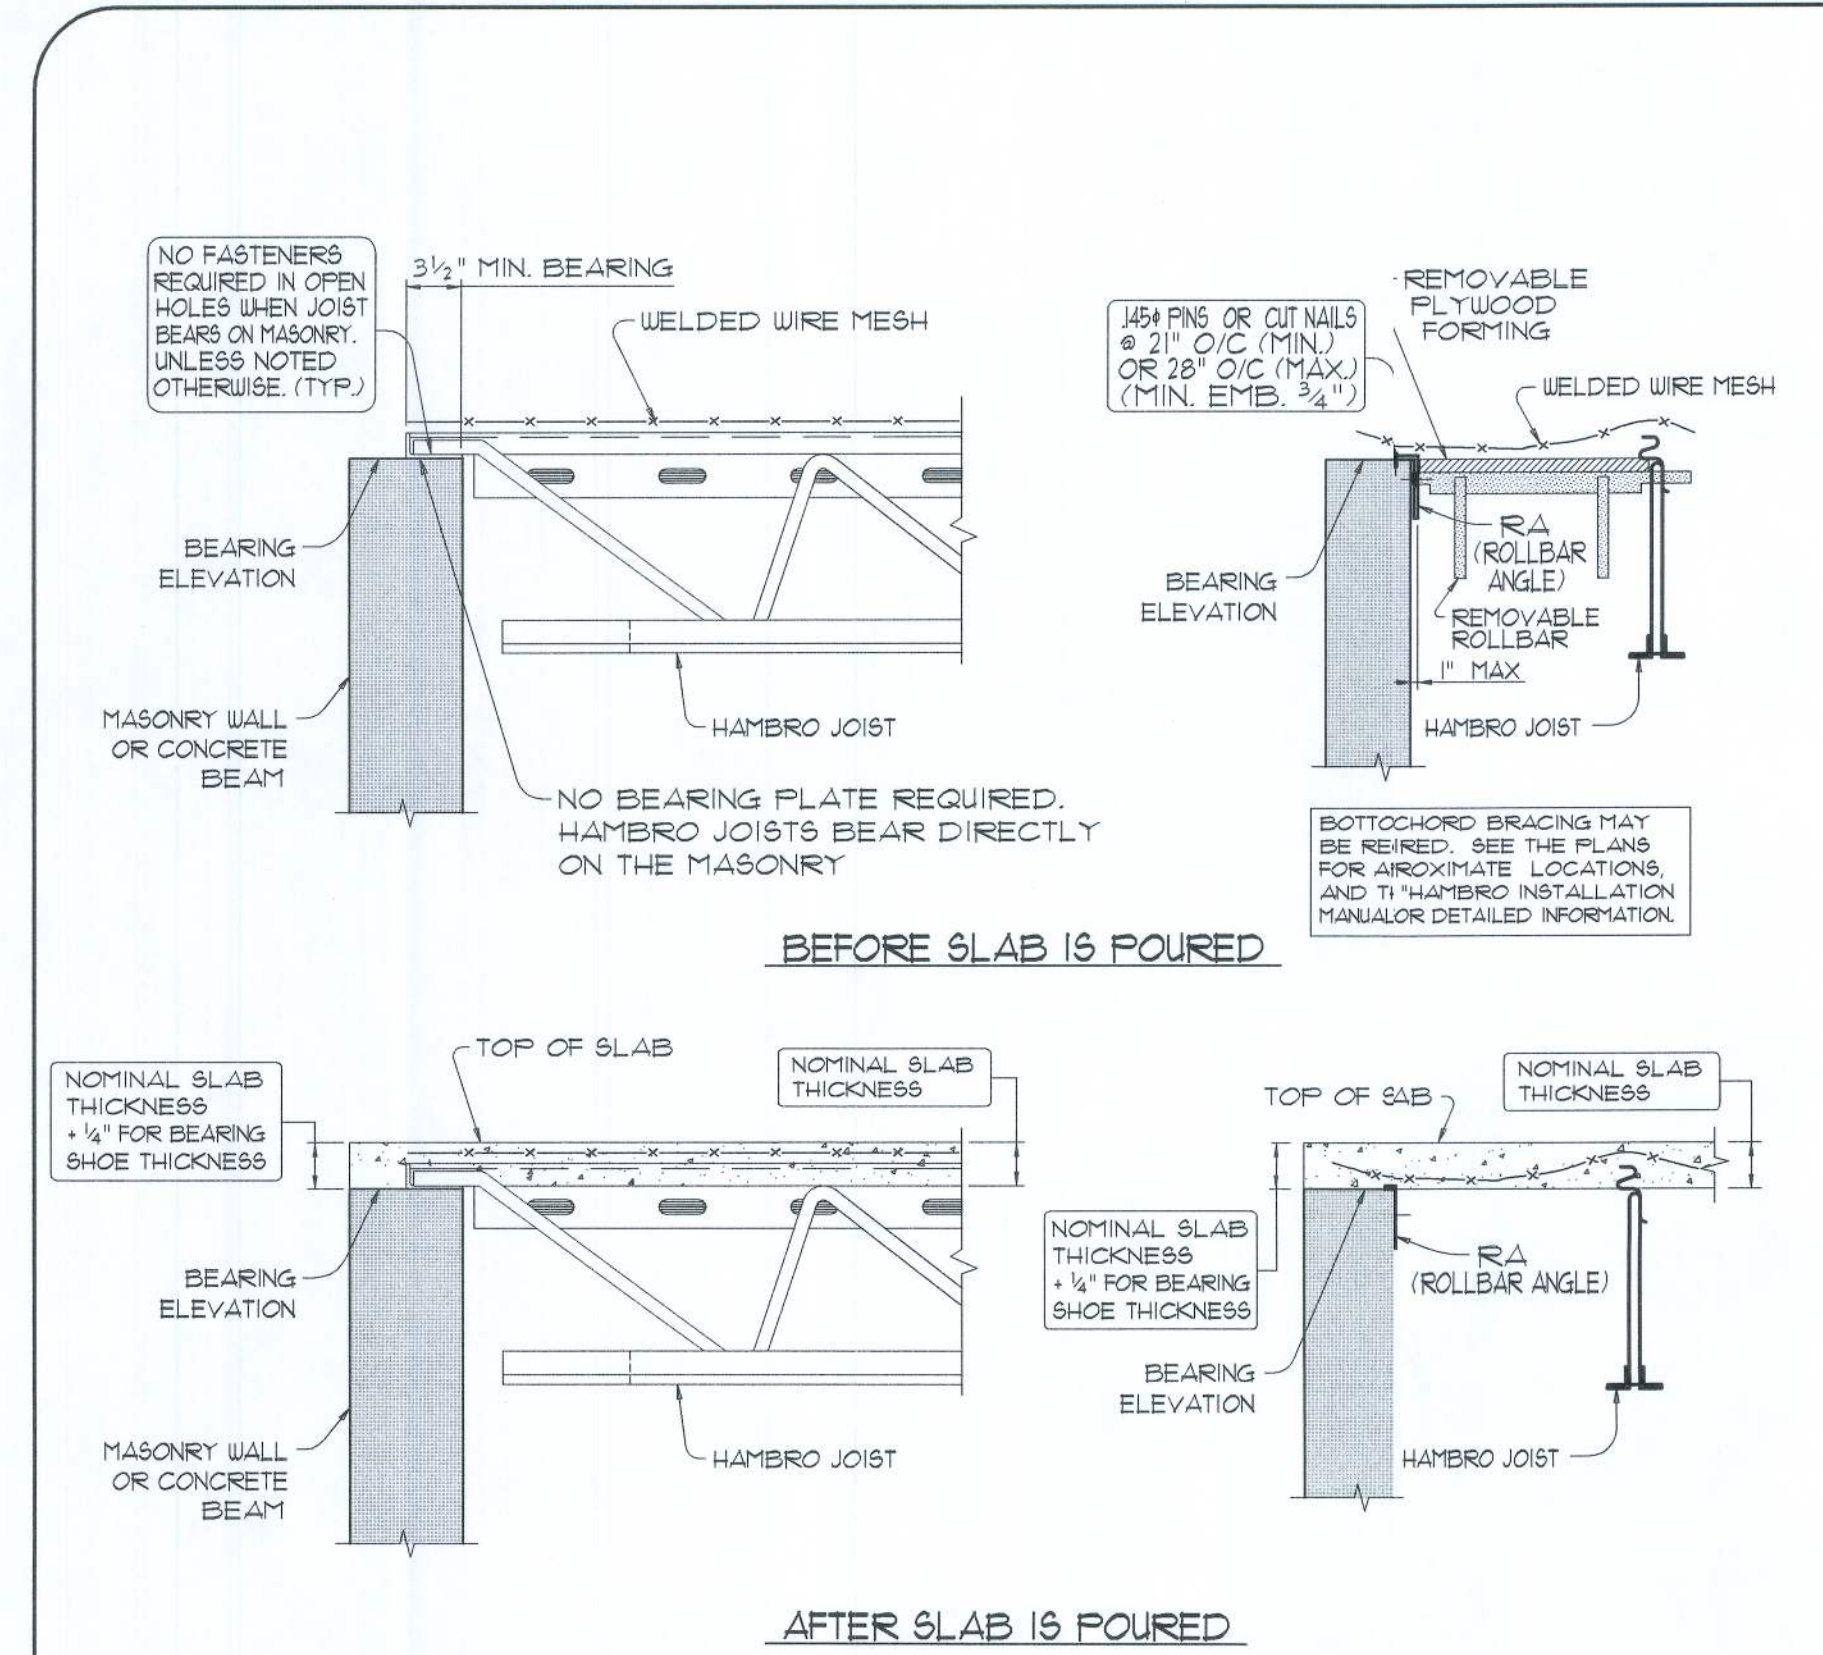 NO FASTENERS
REQUIRED IN OPEN
HOLES WHEN JOIST
BEARS ON MASONRY.
UNLESS NOTED
OTHERWISE. (TYP.)
3½" MIN. BEARING
WELDED WIRE MESH
BEARING
ELEVATION
MASONRY WALL
OR CONCRETE
BEAM
HAMBRO JOIST
NO BEARING PLATE REQUIRED.
HAMBRO JOISTS BEAR DIRECTLY
ON THE MASONRY
.145ϕ PINS OR CUT NAILS
@ 21" O/C (MIN.)
OR 28" O/C (MAX.)
(MIN. EMB. ¾")
REMOVABLE
PLYWOOD
FORMING
WELDED WIRE MESH
BEARING
ELEVATION
RA
(ROLLBAR
ANGLE)
REMOVABLE
ROLLBAR
1" MAX
HAMBRO JOIST
BOTTOCHORD BRACING MAY
BE REIRED. SEE THE PLANS
FOR AIROXIMATE LOCATIONS,
AND TH "HAMBRO INSTALLATION
MANUALOR DETAILED INFORMATION.
BEFORE SLAB IS POURED
NOMINAL SLAB
THICKNESS
+ ¼" FOR BEARING
SHOE THICKNESS
TOP OF SLAB
NOMINAL SLAB
THICKNESS
BEARING
ELEVATION
MASONRY WALL
OR CONCRETE
BEAM
HAMBRO JOIST
TOP OF SAB
NOMINAL SLAB
THICKNESS
NOMINAL SLAB
THICKNESS
+ ¼" FOR BEARING
SHOE THICKNESS
RA
(ROLLBAR ANGLE)
BEARING
ELEVATION
HAMBRO JOIST
AFTER SLAB IS POURED